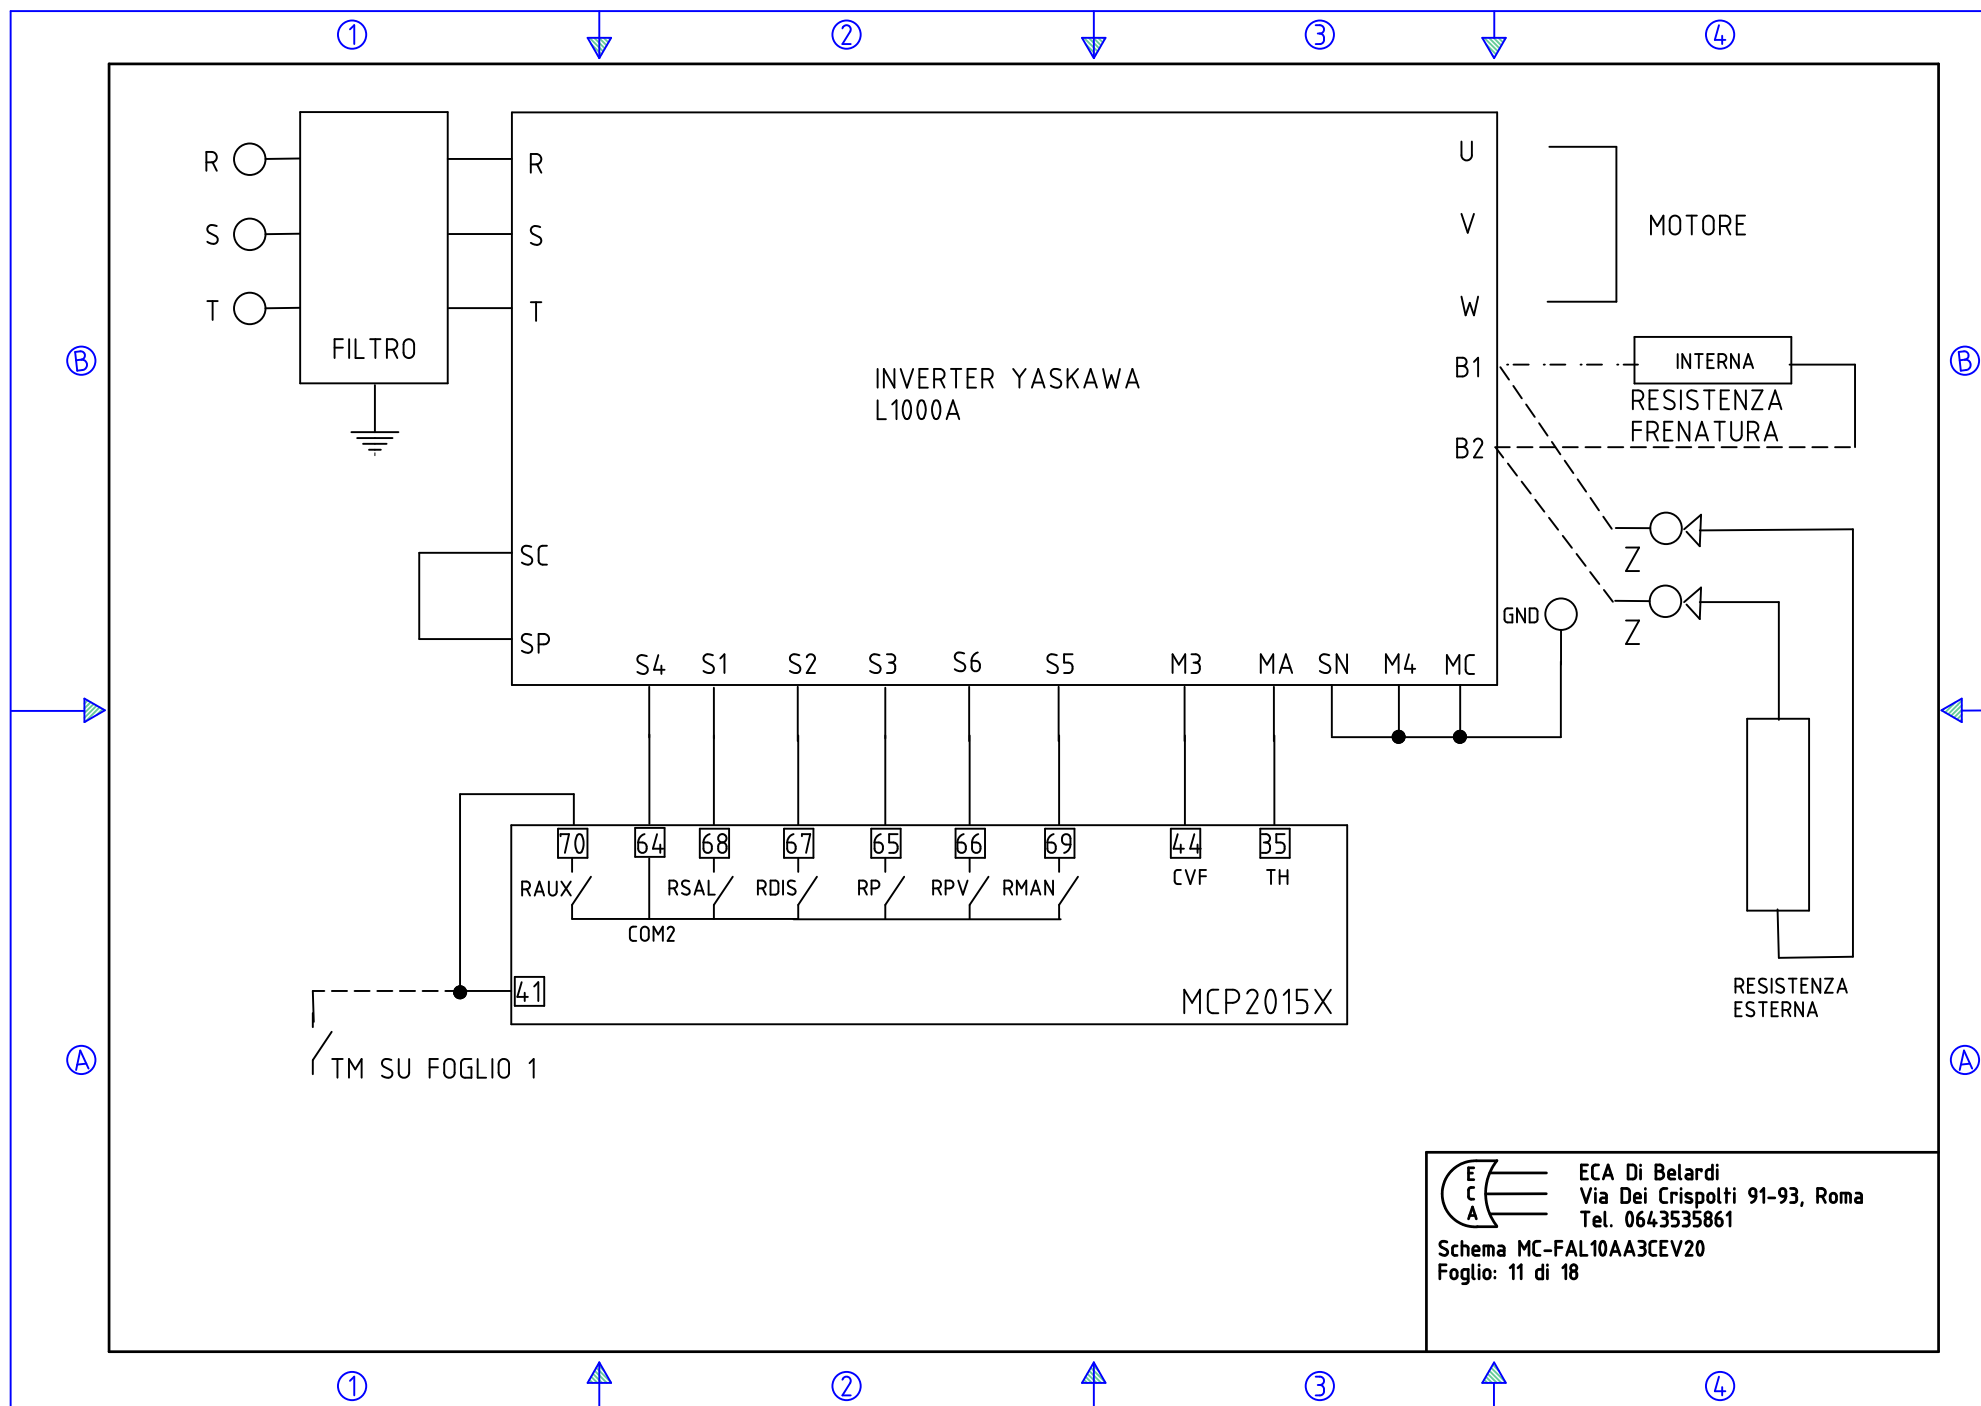 1 2 3 4
R R U
S S V MOTORE
T T W
FILTRO
B B
B1 INTERNA
INVERTER YASKAWA
L1000A
RESISTENZA
FRENATURA
B2
SC
Z
GND
SP
Z
S4 S1 S2 S3 S6 S5 M3 MA SN M4 MC
70 64 68 67 65 66 69 44 35
RAUX RSAL RDIS RP RPV RMAN CVF TH
COM2
41 MCP2015X
RESISTENZA
ESTERNA
TM SU FOGLIO 1
A A
E
C
A
ECA Di Belardi
Via Dei Crispolti 91-93, Roma
Tel. 0643535861
Schema MC-FAL10AA3CEV20
Foglio: 11 di 18
1 2 3 4